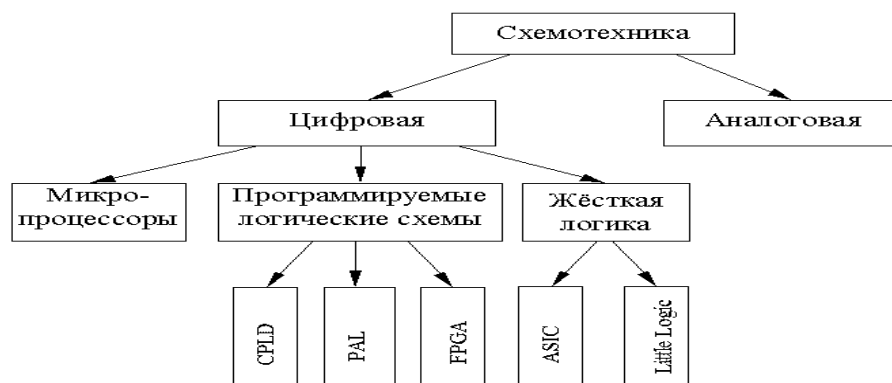 Схемотехника
Цифровая
Аналоговая
Микро-
процессоры
Программируемые
логические схемы
Жёсткая
логика
CPLD
PAL
FPGA
ASIC
Little Logic